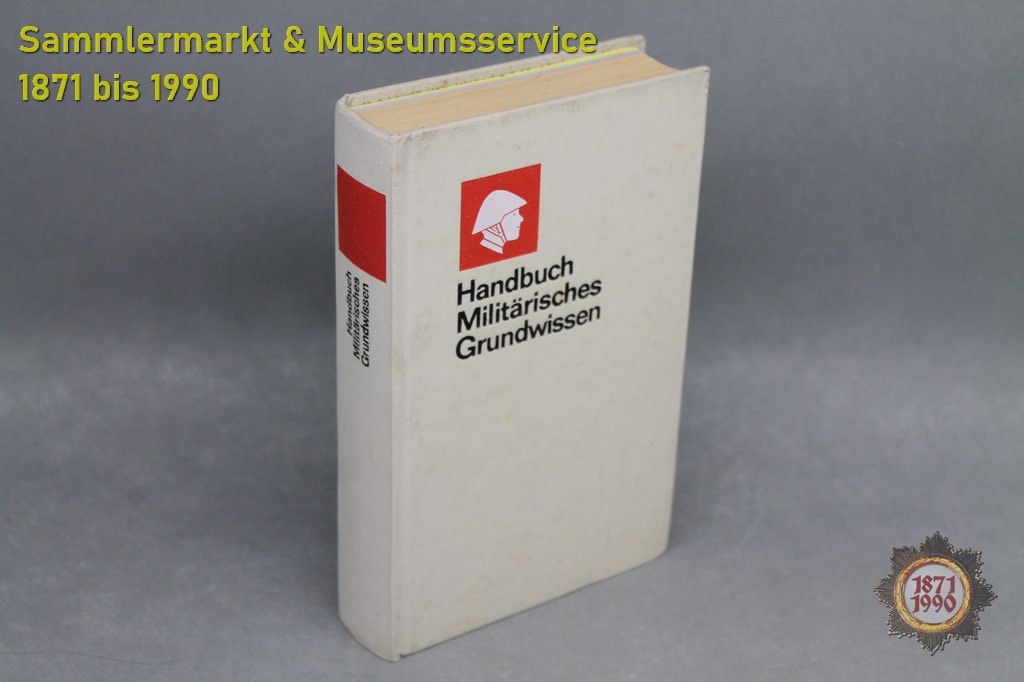 Sammlermarkt & Museumsservice
1871 bis 1990
Handbuch
Militärisches
Grundwissen
Handbuch
Militärisches
Grundwissen
1871
1990